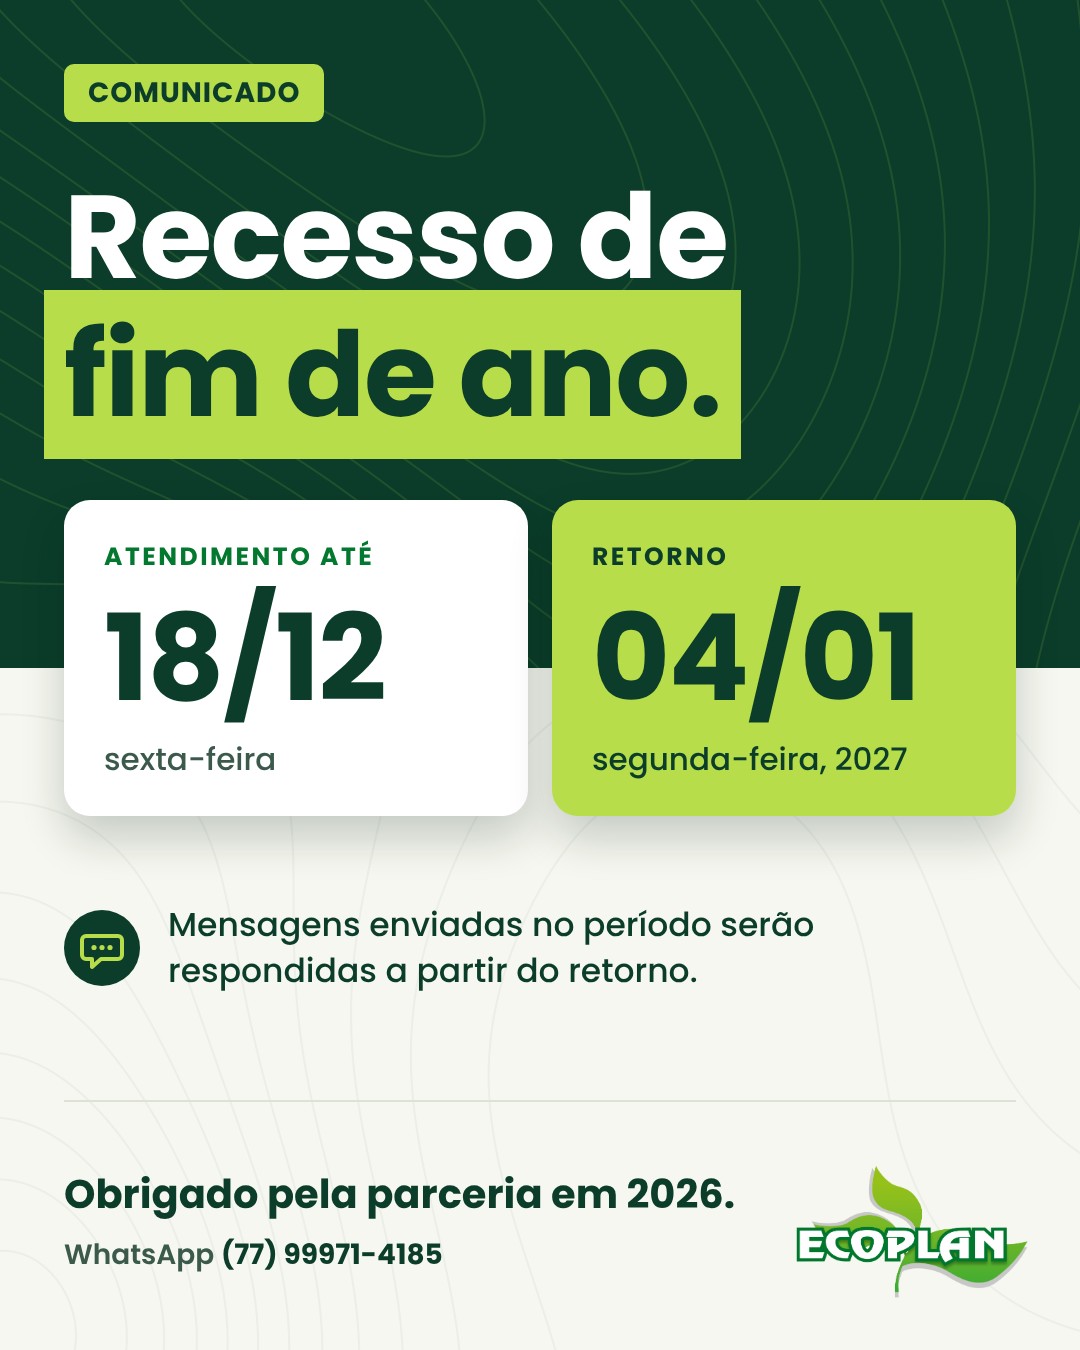 COMUNICADO
Recesso de
fim de ano.
ATENDIMENTO ATÉ
18/12
sexta-feira
RETORNO
04/01
segunda-feira, 2027
Mensagens enviadas no período serão
respondidas a partir do retorno.
Obrigado pela parceria em 2026.
WhatsApp (77) 99971-4185
ECOPLAN